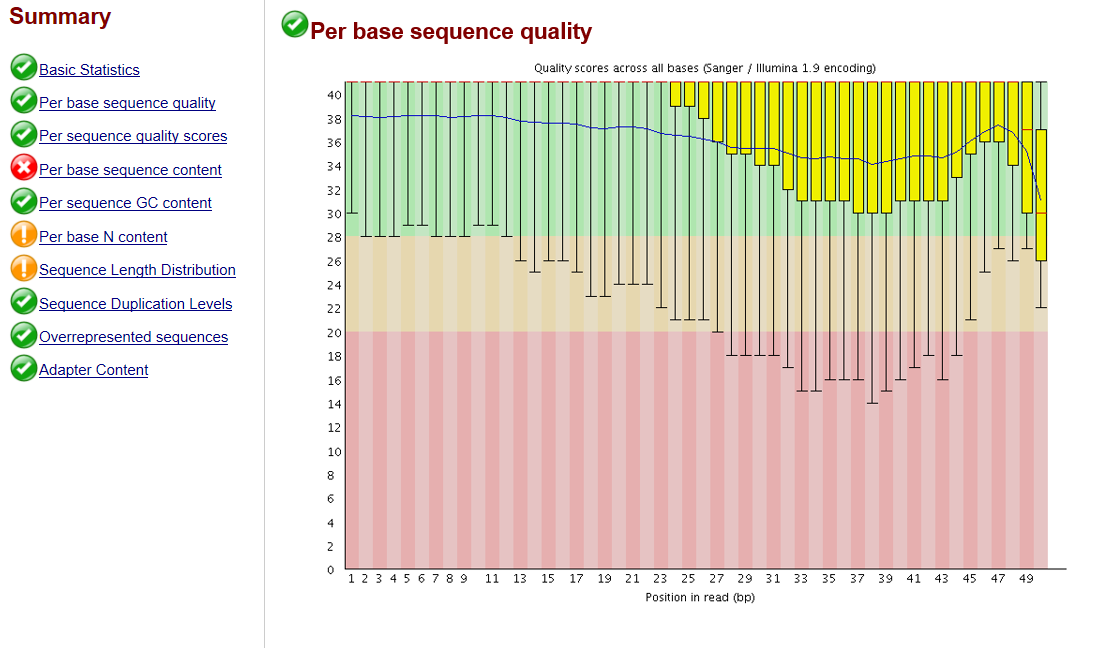 Summary
Basic Statistics
Per base sequence quality
Per sequence quality scores
Per base sequence content
Per sequence GC content
Per base N content
Sequence Length Distribution
Sequence Duplication Levels
Overrepresented sequences
Adapter Content
Per base sequence quality
Quality scores across all bases (Sanger / Illumina 1.9 encoding)
40
38
36
34
32
30
28
26
24
22
20
18
16
14
12
10
8
6
4
2
0
1 2 3 4 5 6 7 8 9 11 13 15 17 19 21 23 25 27 29 31 33 35 37 39 41 43 45 47 49
Position in read (bp)